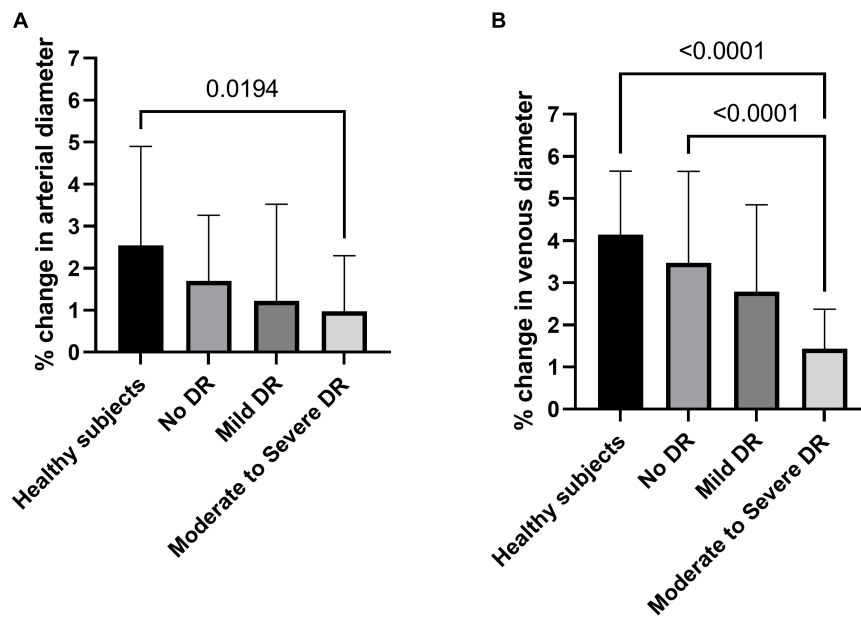 A
% change in arterial diameter
7
6
5
4
3
2
1
0
0.0194
Healthy subjects
No DR
Mild DR
Moderate to Severe DR
B
% change in venous diameter
7
6
5
4
3
2
1
0
<0.0001
<0.0001
Healthy subjects
No DR
Mild DR
Moderate to Severe DR